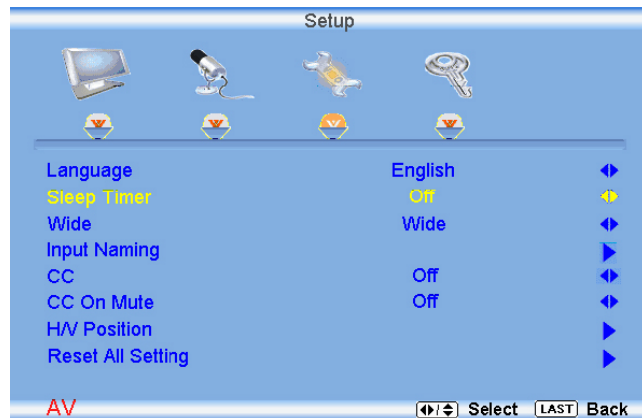 Setup
Language English
Sleep Timer Off
Wide Wide
Input Naming
CC Off
CC On Mute Off
H/V Position
Reset All Setting
AV Select LAST Back